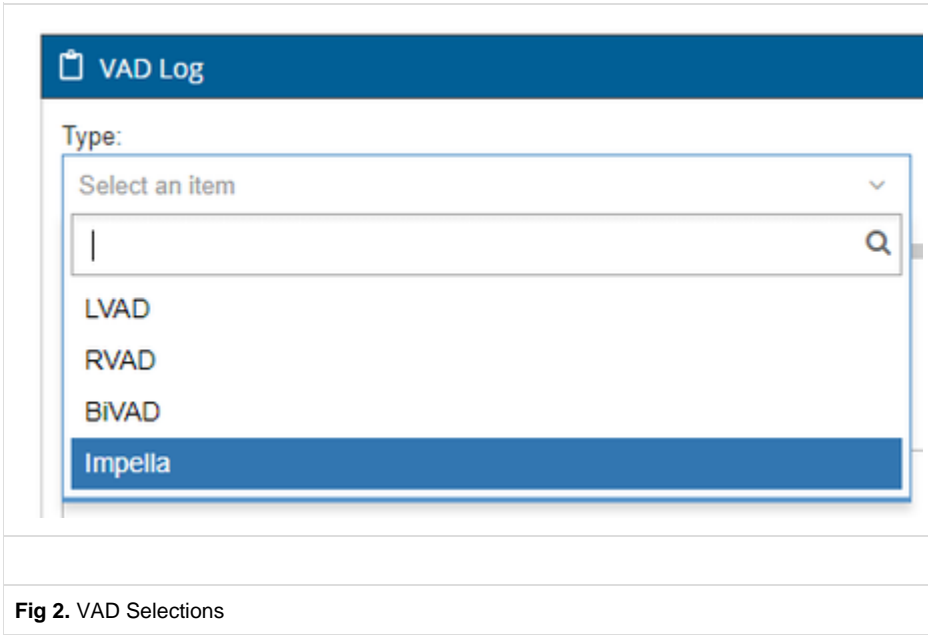 VAD Log
Type:
Select an item
LVAD
RVAD
BiVAD
Impella
Fig 2. VAD Selections